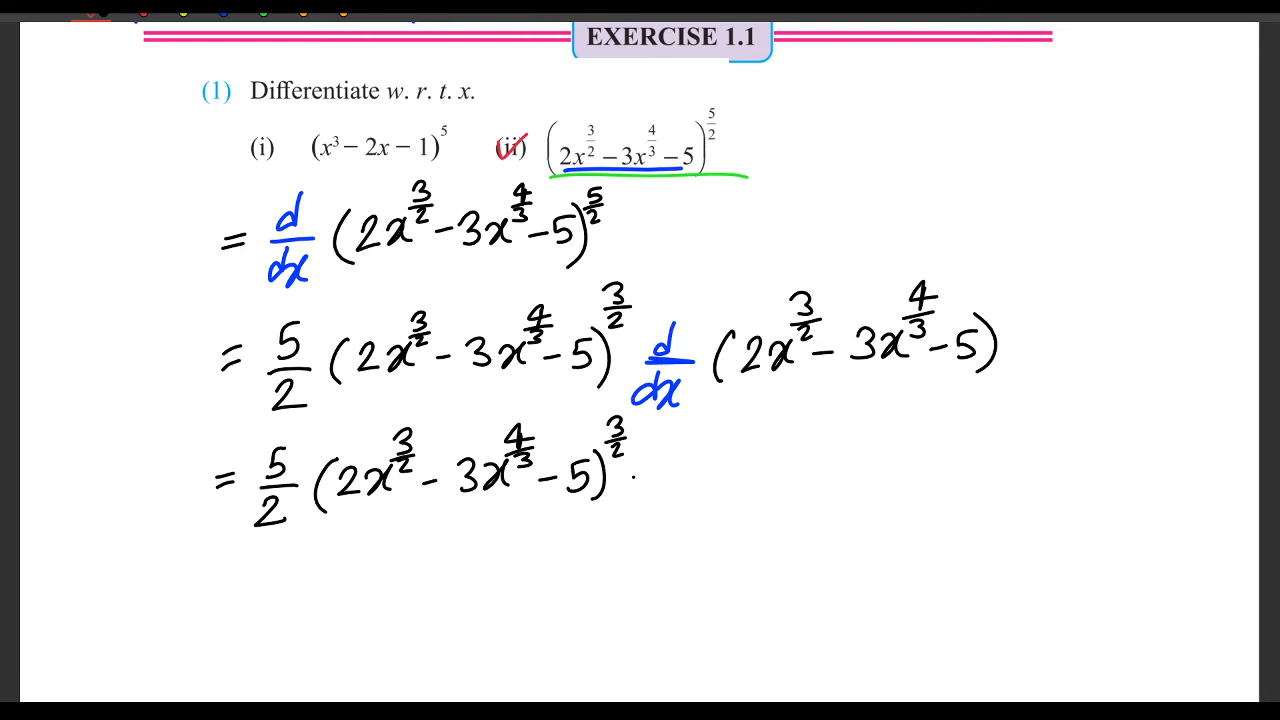 EXERCISE 1.1
(1) Differentiate w. r. t. x.
(i) (x³ − 2x − 1)^5 (ii) (2x^(3/2) − 3x^(4/3) − 5)^(5/2)
= d/dx (2x^(3/2) − 3x^(4/3) − 5)^(5/2)
= 5/2 (2x^(3/2) − 3x^(4/3) − 5)^(3/2) d/dx (2x^(3/2) − 3x^(4/3) − 5)
= 5/2 (2x^(3/2) − 3x^(4/3) − 5)^(3/2) .